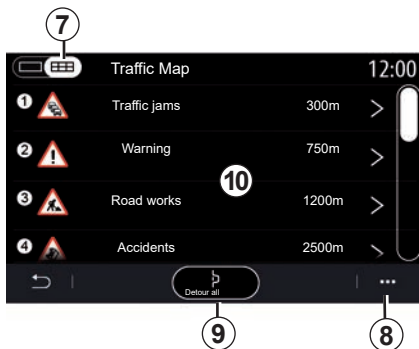 7
Traffic Map 12:00
1 Traffic jams 300m
2 Warning 750m
10
3 Road works 1200m
4 Accidents 2500m
Detour all
9 8